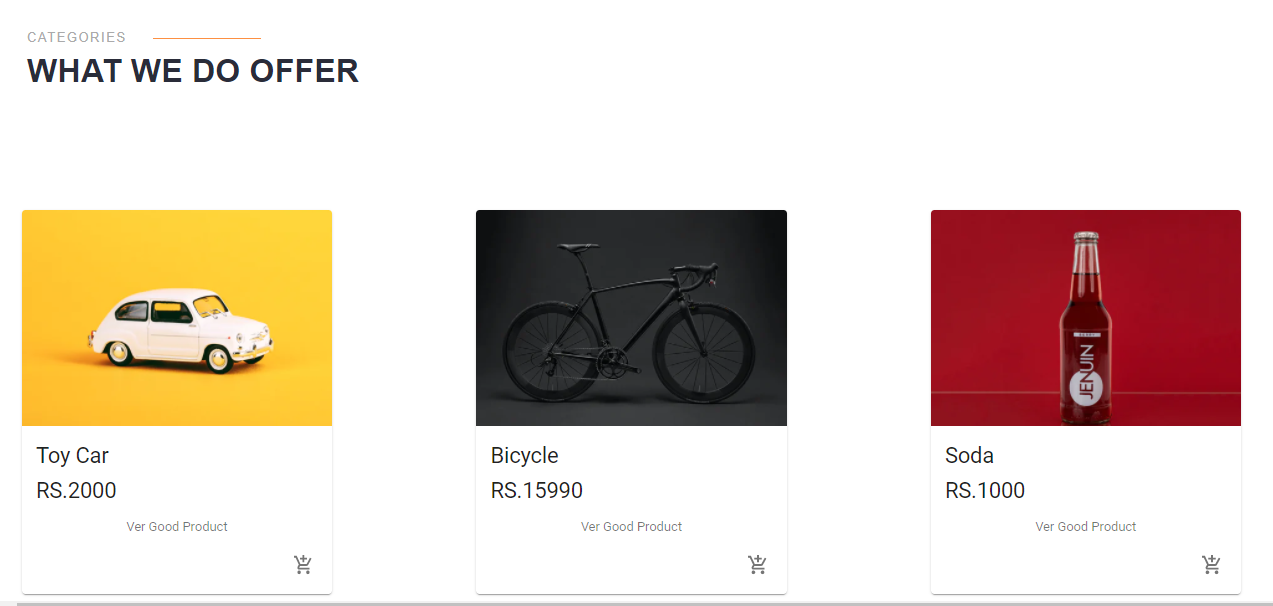 CATEGORIES
WHAT WE DO OFFER
JENUIN
Toy Car
RS.2000
Ver Good Product
Bicycle
RS.15990
Ver Good Product
Soda
RS.1000
Ver Good Product